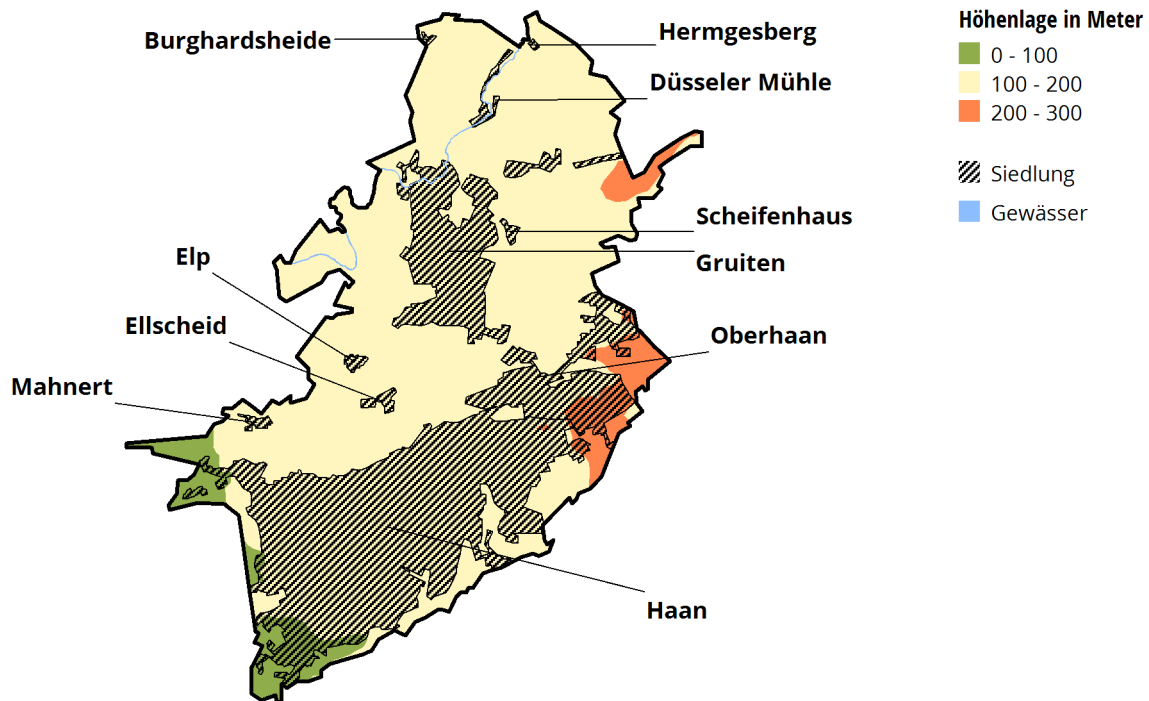 Burghardsheide
Hermgesberg
Düsseler Mühle
Scheifenhaus
Gruiten
Elp
Ellscheid
Oberhaan
Mahnert
Haan
Höhenlage in Meter
0 - 100
100 - 200
200 - 300
Siedlung
Gewässer